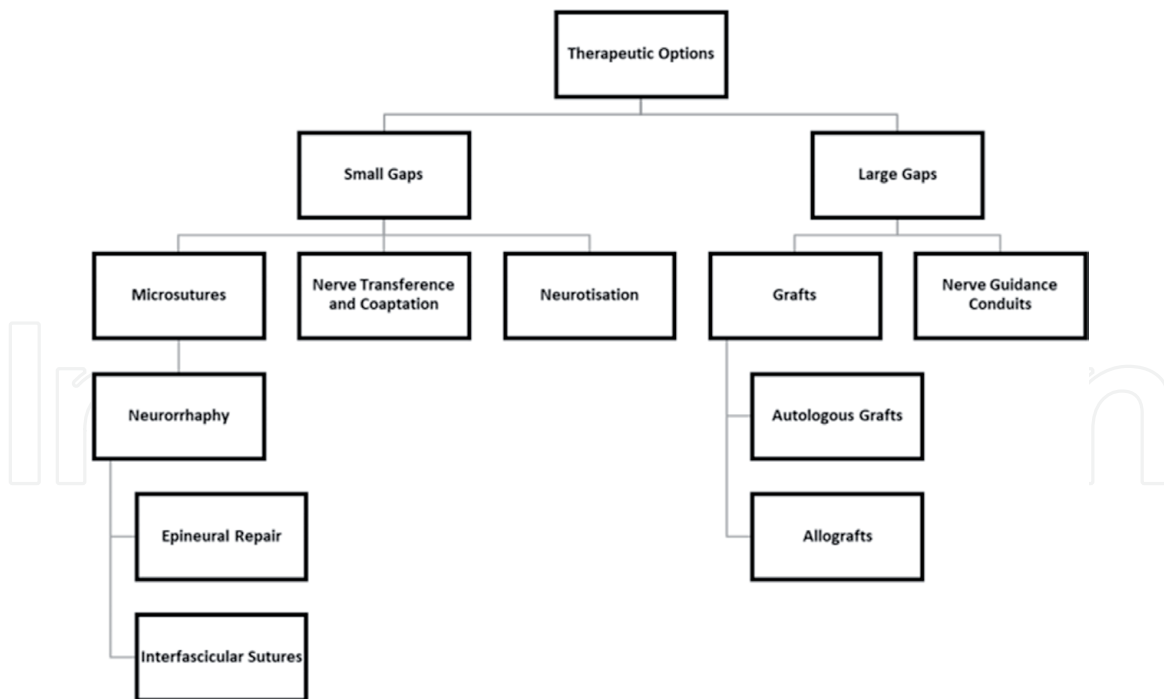 Therapeutic Options
Small Gaps
Large Gaps
Microsutures
Nerve Transference
and Coaptation
Neurotisation
Grafts
Nerve Guidance
Conduits
Neurorrhaphy
Autologous Grafts
Epineural Repair
Allografts
Interfascicular Sutures